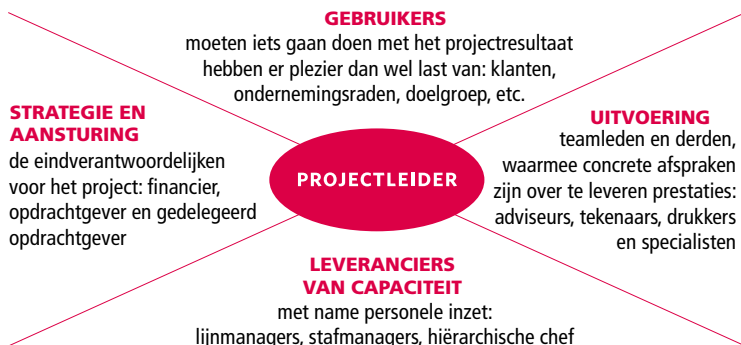 GEBRUIKERS
moeten iets gaan doen met het projectresultaat
hebben er plezier dan wel last van: klanten,
ondernemingsraden, doelgroep, etc.
STRATEGIE EN
AANSTURING
de eindverantwoordelijken
voor het project: financier,
opdrachtgever en gedelegeerd
opdrachtgever
PROJECTLEIDER
UITVOERING
teamleden en derden,
waarmee concrete afspraken
zijn over te leveren prestaties:
adviseurs, tekenaars, drukkers
en specialisten
LEVERANCIERS
VAN CAPACITEIT
met name personele inzet:
lijnmanagers, stafmanagers, hiërarchische chef